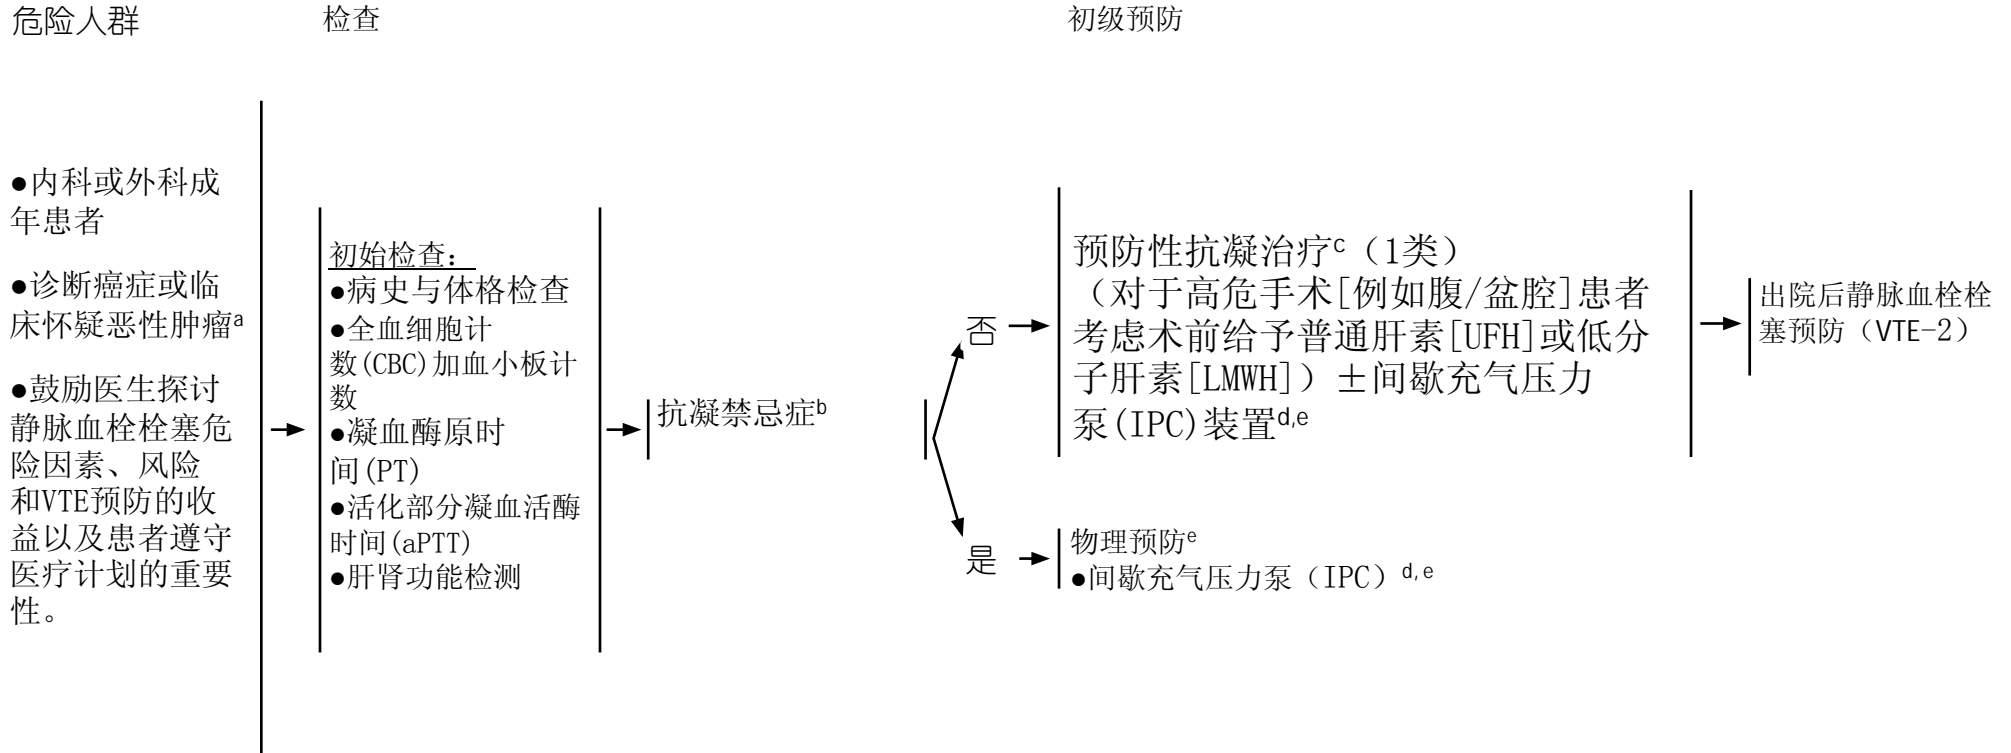 危险人群
检查
初级预防
●内科或外科成
年患者
●诊断癌症或临
床怀疑恶性肿瘤a
●鼓励医生探讨
静脉血栓栓塞危
险因素、风险
和VTE预防的收
益以及患者遵守
医疗计划的重要
性。
初始检查：
●病史与体格检查
●全血细胞计
数(CBC)加血小板计
数
●凝血酶原时
间(PT)
●活化部分凝血活酶
时间(aPTT)
●肝肾功能检测
抗凝禁忌症b
否
预防性抗凝治疗c（1类）
（对于高危手术[例如腹/盆腔]患者
考虑术前给予普通肝素[UFH]或低分
子肝素[LMWH]）±间歇充气压力
泵(IPC)装置d,e
出院后静脉血栓栓
塞预防（VTE-2）
是
物理预防e
●间歇充气压力泵（IPC）d,e